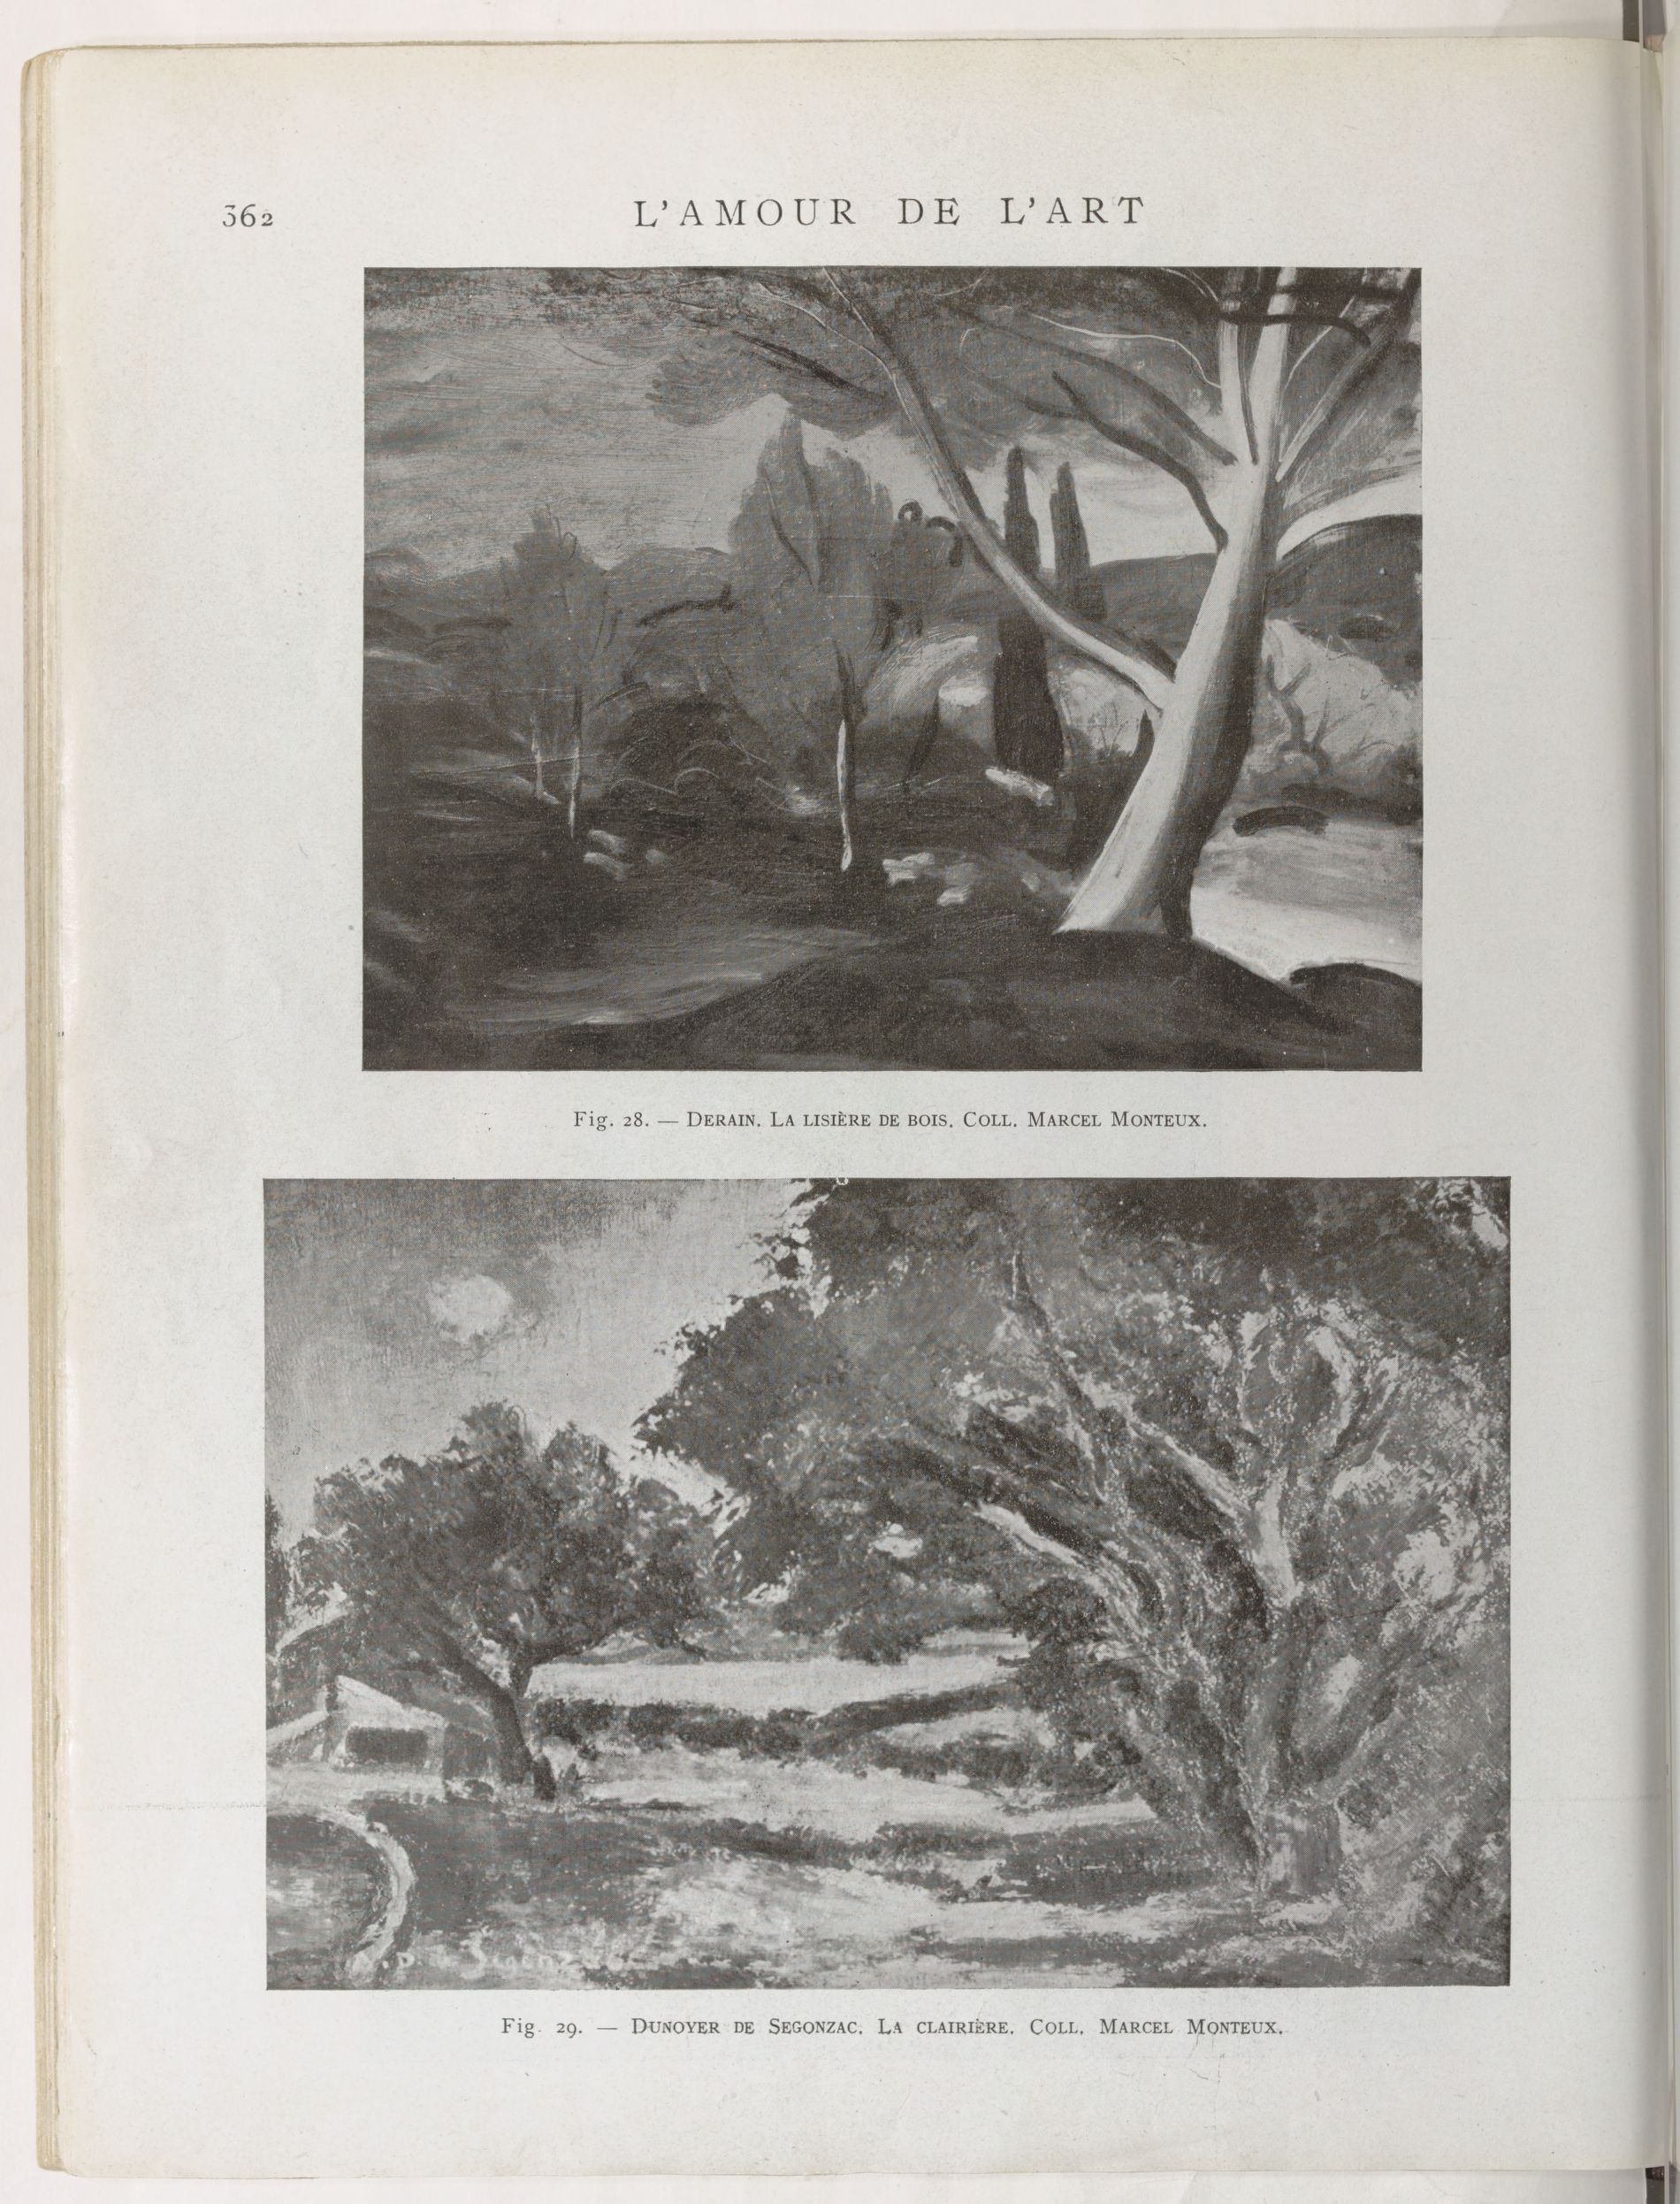 362
L'AMOUR DE L'ART
Fig. 28. — DERAIN. LA LISIÈRE DE BOIS. COLL. MARCEL MONTEUX.
Segonzac
Fig. 29. — DUNOYER DE SEGONZAC. LA CLAIRIÈRE. COLL. MARCEL MONTEUX.